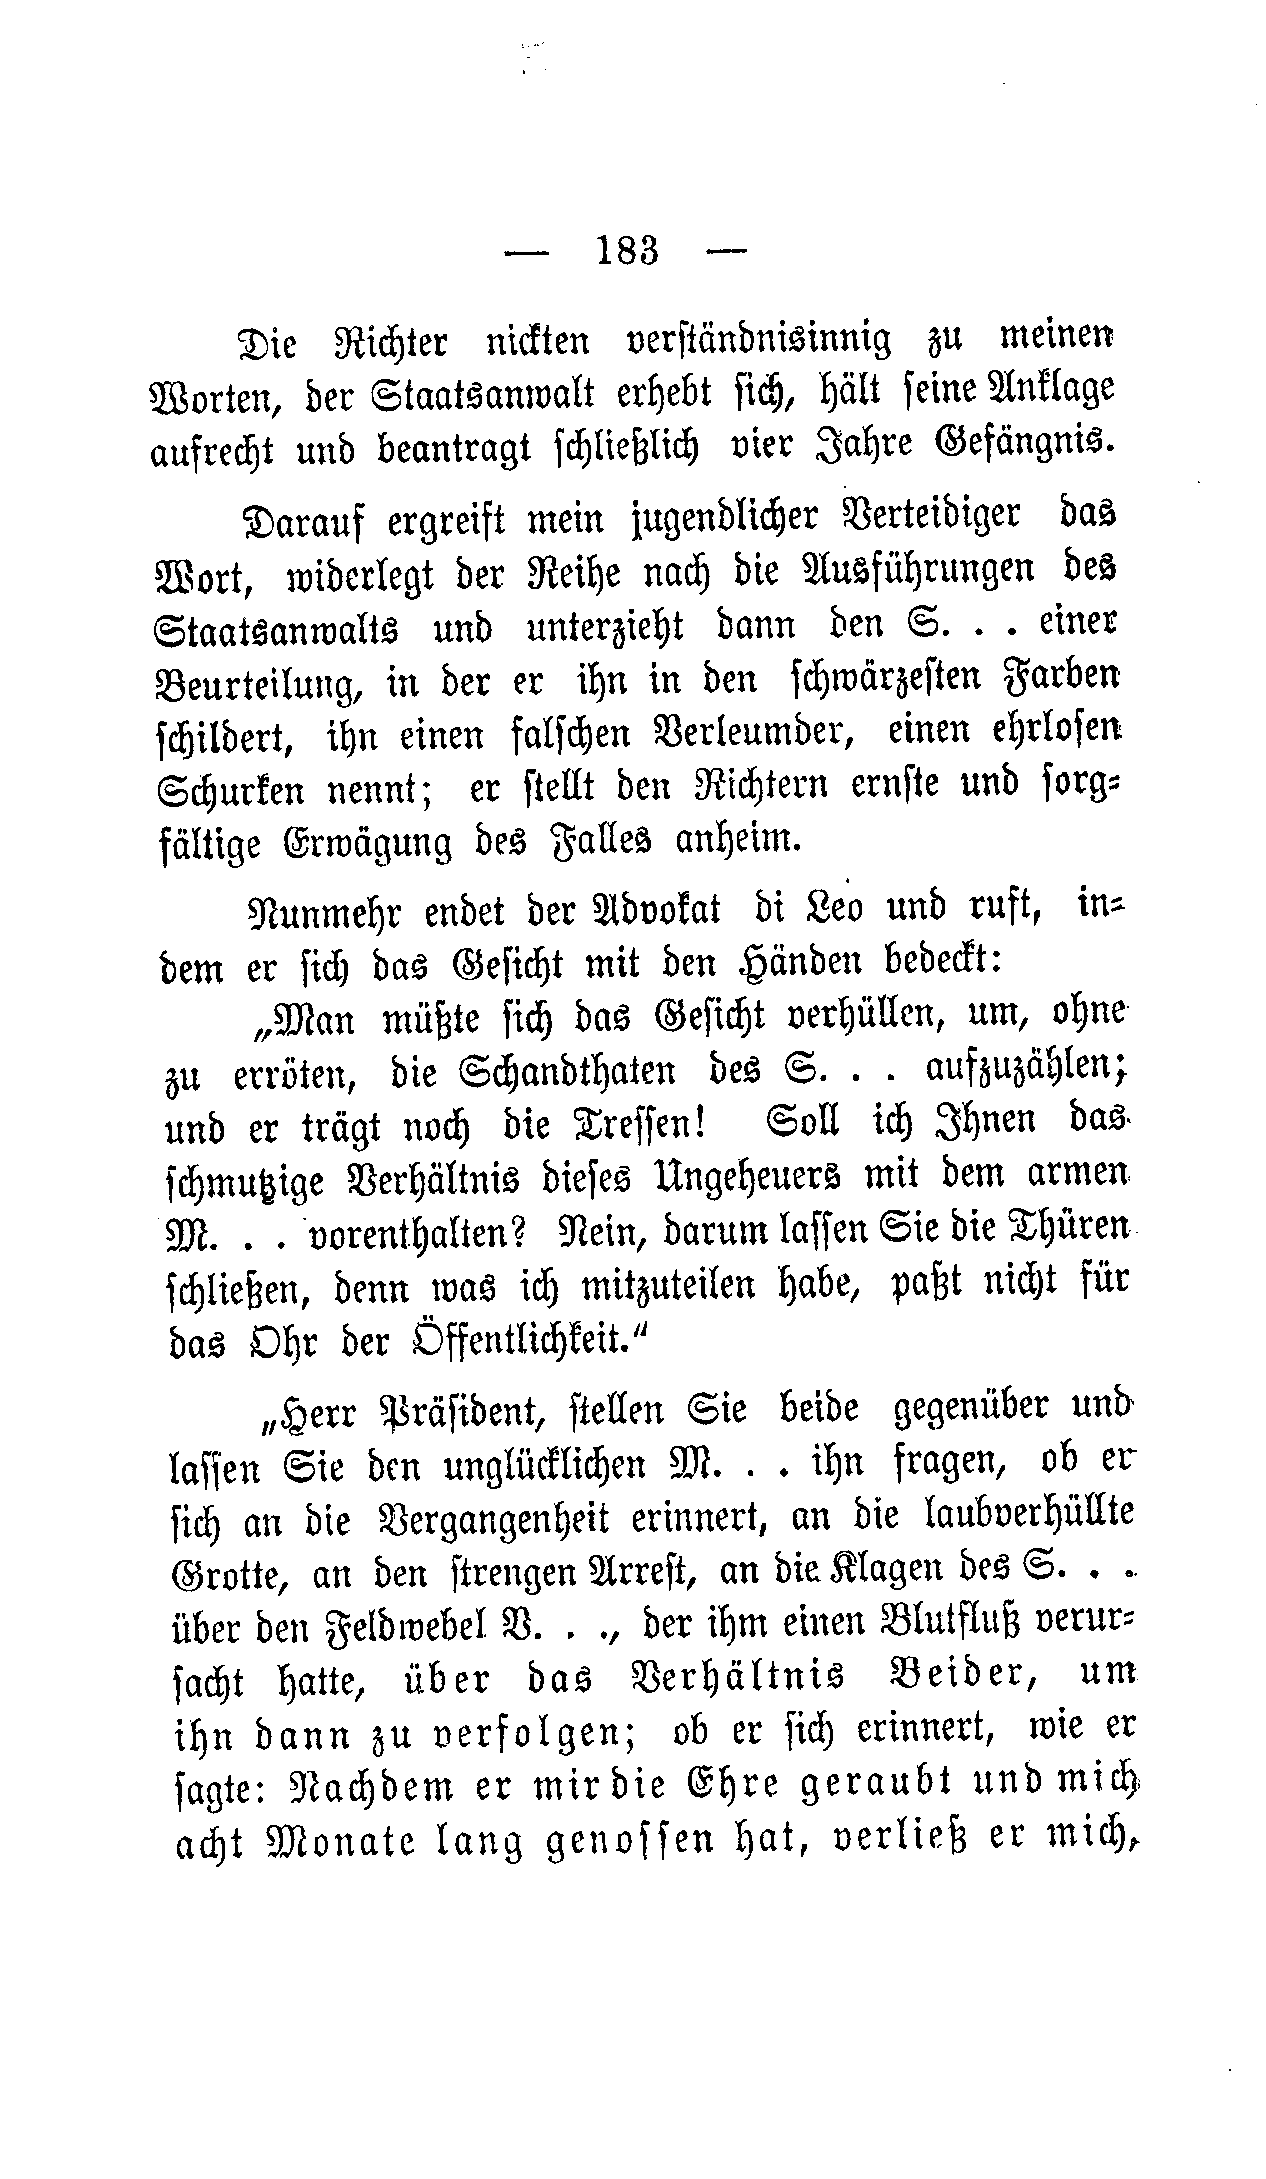 — 183 —
Die Richter nickten verständnisinnig zu meinen
Worten, der Staatsanwalt erhebt sich, hält seine Anklage
aufrecht und beantragt schließlich vier Jahre Gefängnis.
Darauf ergreift mein jugendlicher Verteidiger das
Wort, widerlegt der Reihe nach die Ausführungen des
Staatsanwalts und unterzieht dann den S. . . einer
Beurteilung, in der er ihn in den schwärzesten Farben
schildert, ihn einen falschen Verleumder, einen ehrlosen
Schurken nennt; er stellt den Richtern ernste und sorg-
fältige Erwägung des Falles anheim.
Nunmehr endet der Advokat di Leo und ruft, in-
dem er sich das Gesicht mit den Händen bedeckt:
„Man müßte sich das Gesicht verhüllen, um, ohne
zu erröten, die Schandthaten des S. . . aufzuzählen;
und er trägt noch die Tressen! Soll ich Ihnen das
schmutzige Verhältnis dieses Ungeheuers mit dem armen
M. . . vorenthalten? Nein, darum lassen Sie die Thüren
schließen, denn was ich mitzuteilen habe, paßt nicht für
das Ohr der Öffentlichkeit."
„Herr Präsident, stellen Sie beide gegenüber und
lassen Sie den unglücklichen M. . . ihn fragen, ob er
sich an die Vergangenheit erinnert, an die laubverhüllte
Grotte, an den strengen Arrest, an die Klagen des S. . .
über den Feldwebel V. . ., der ihm einen Blutfluß verur-
sacht hatte, über das Verhältnis Beider, um
ihn dann zu verfolgen; ob er sich erinnert, wie er
sagte: Nachdem er mir die Ehre geraubt und mich
acht Monate lang genossen hat, verließ er mich,